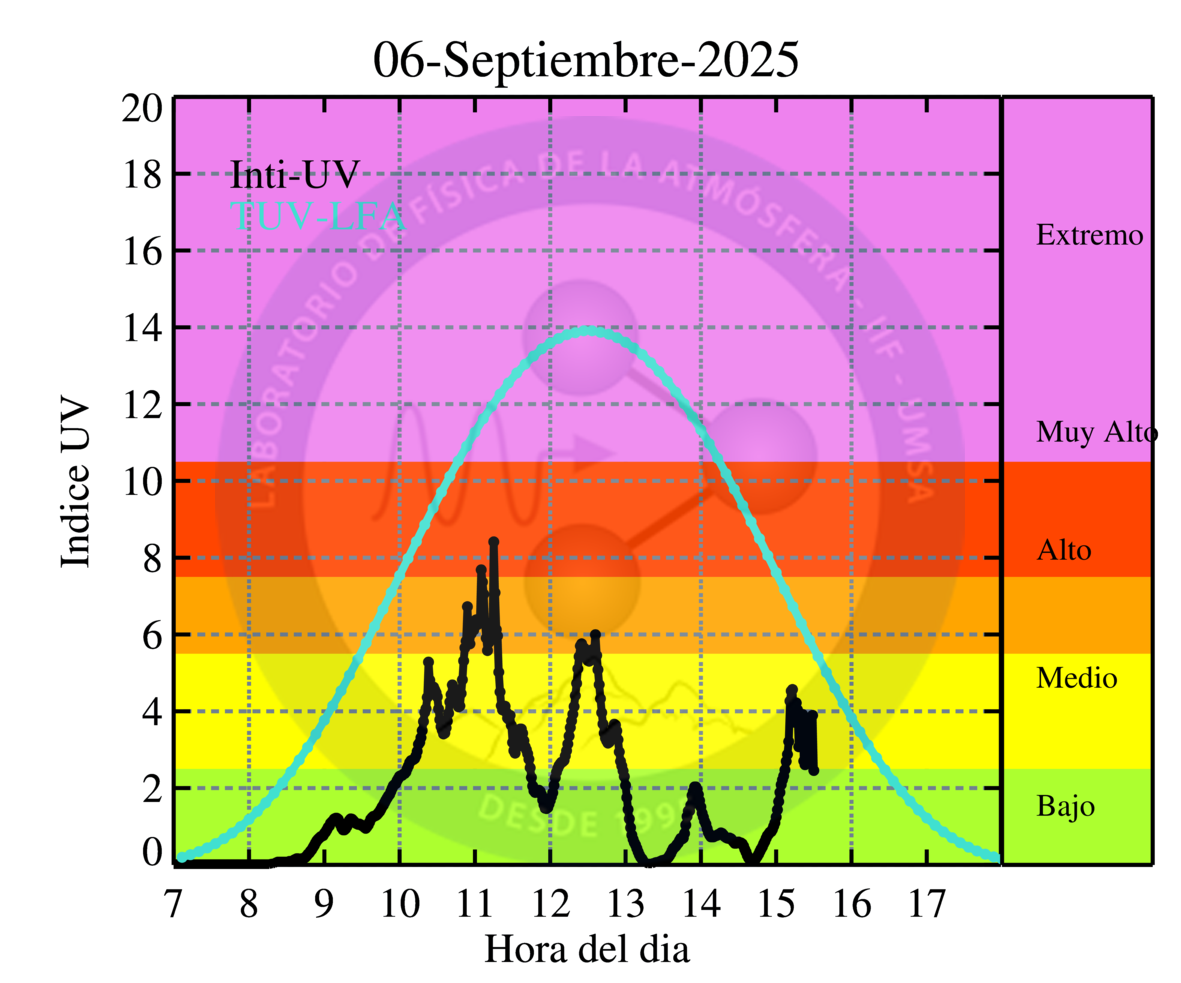 06-Septiembre-2025
Indice UV
20
18
16
14
12
10
8
6
4
2
0
Inti-UV
TUV-LFA
LABORATORIO DE FÍSICA DE LA ATMÓSFERA - IIF - UMSA
DESDE 199
Extremo
Muy Alto
Alto
Medio
Bajo
7 8 9 10 11 12 13 14 15 16 17
Hora del dia